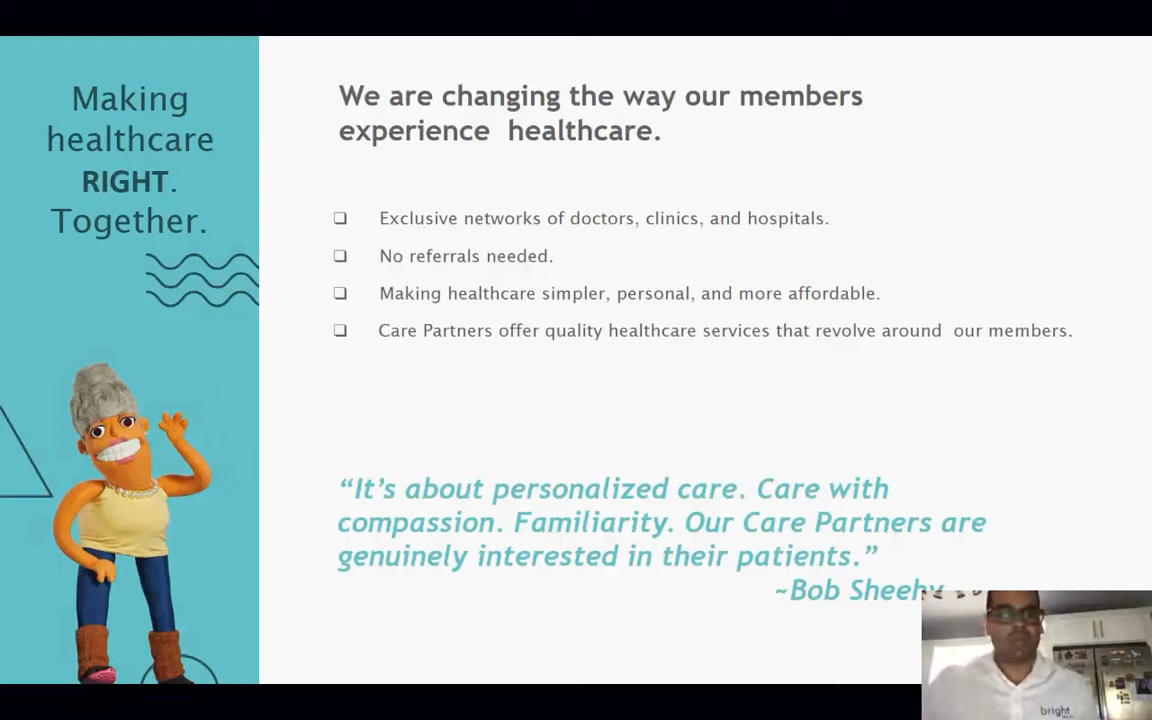 Making
healthcare
RIGHT.
Together.
We are changing the way our members
experience healthcare.
❏ Exclusive networks of doctors, clinics, and hospitals.
❏ No referrals needed.
❏ Making healthcare simpler, personal, and more affordable.
❏ Care Partners offer quality healthcare services that revolve around our members.
“It’s about personalized care. Care with
compassion. Familiarity. Our Care Partners are
genuinely interested in their patients.”
~Bob Sheehy
bright